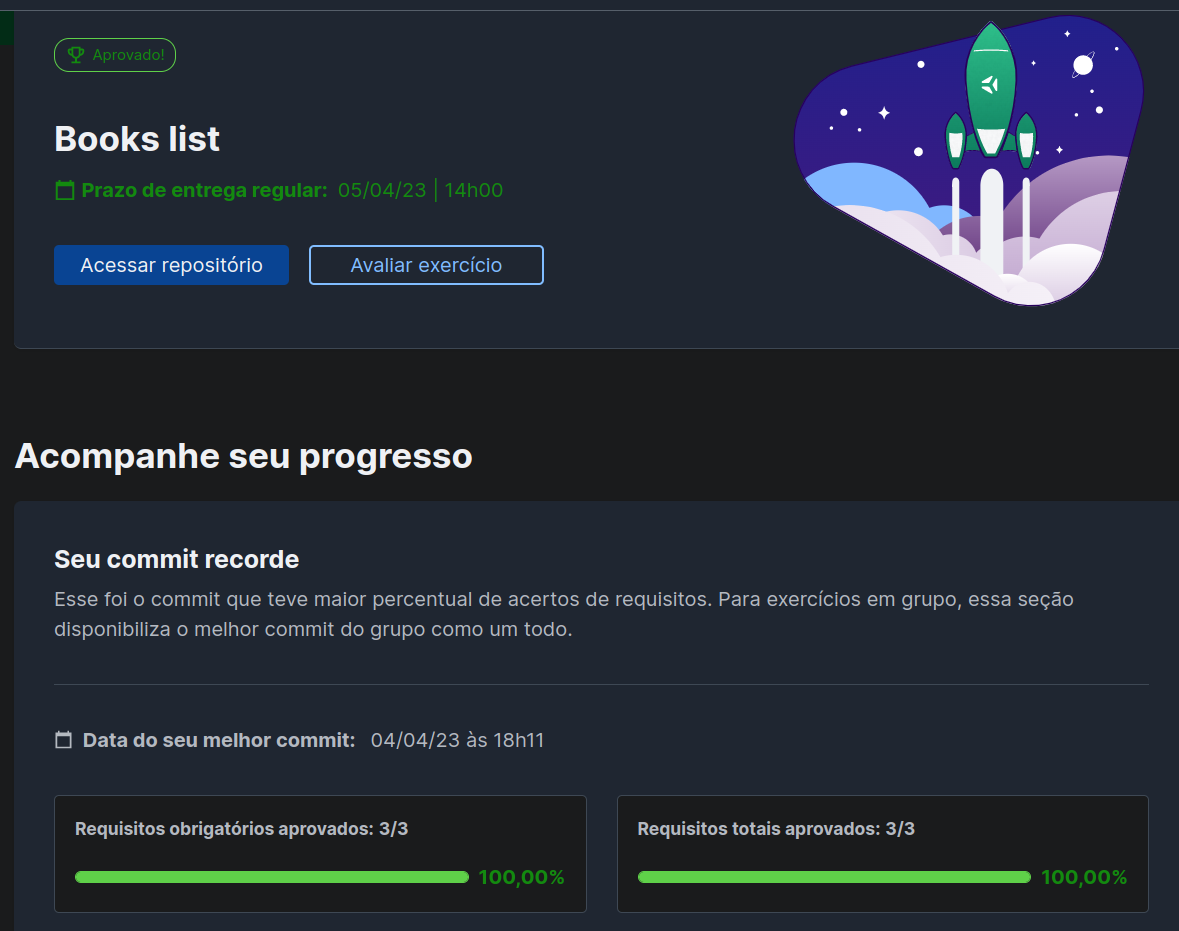 Aprovado!
Books list
Prazo de entrega regular: 05/04/23 | 14h00
Acessar repositório
Avaliar exercício
Acompanhe seu progresso
Seu commit recorde
Esse foi o commit que teve maior percentual de acertos de requisitos. Para exercícios em grupo, essa seção
disponibiliza o melhor commit do grupo como um todo.
Data do seu melhor commit: 04/04/23 às 18h11
Requisitos obrigatórios aprovados: 3/3
100,00%
Requisitos totais aprovados: 3/3
100,00%